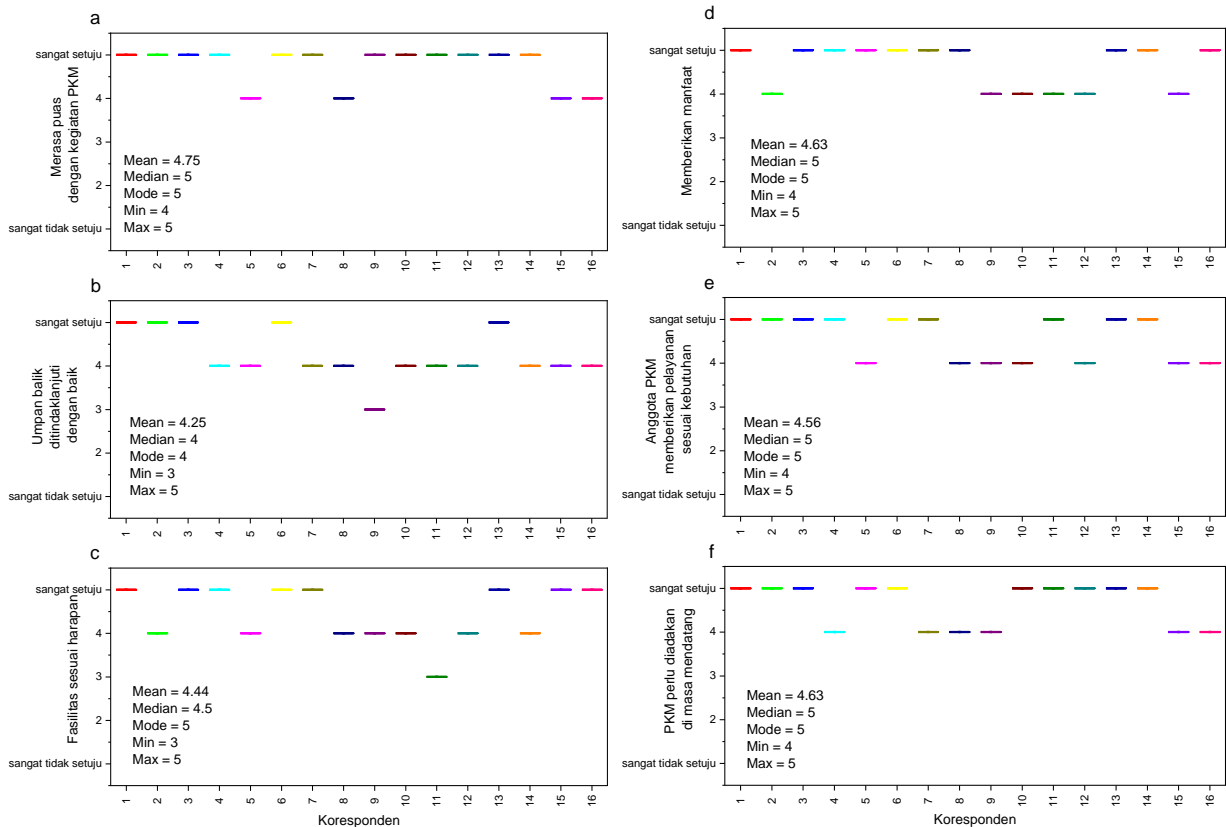 a
sangat setuju
4
3
2
sangat tidak setuju
Merasa puas
dengan kegiatan PKM
Mean = 4.75
Median = 5
Mode = 5
Min = 4
Max = 5
1 2 3 4 5 6 7 8 9 10 11 12 13 14 15 16
b
sangat setuju
4
3
2
sangat tidak setuju
Umpan balik
ditindaklanjuti
dengan baik
Mean = 4.25
Median = 4
Mode = 4
Min = 3
Max = 5
1 2 3 4 5 6 7 8 9 10 11 12 13 14 15 16
c
sangat setuju
4
3
2
sangat tidak setuju
Fasilitas sesuai harapan
Mean = 4.44
Median = 4.5
Mode = 5
Min = 3
Max = 5
1 2 3 4 5 6 7 8 9 10 11 12 13 14 15 16
Koresponden
d
sangat setuju
4
3
2
sangat tidak setuju
Memberikan manfaat
Mean = 4.63
Median = 5
Mode = 5
Min = 4
Max = 5
1 2 3 4 5 6 7 8 9 10 11 12 13 14 15 16
e
sangat setuju
4
3
2
sangat tidak setuju
Anggota PKM
memberikan pelayanan
sesuai kebutuhan
Mean = 4.56
Median = 5
Mode = 5
Min = 4
Max = 5
1 2 3 4 5 6 7 8 9 10 11 12 13 14 15 16
f
sangat setuju
4
3
2
sangat tidak setuju
PKM perlu diadakan
di masa mendatang
Mean = 4.63
Median = 5
Mode = 5
Min = 4
Max = 5
1 2 3 4 5 6 7 8 9 10 11 12 13 14 15 16
Koresponden